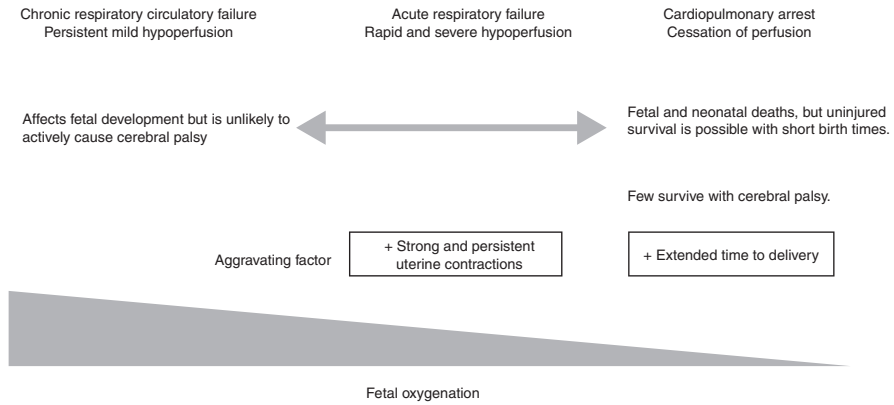 Chronic respiratory circulatory failure
Persistent mild hypoperfusion
Acute respiratory failure
Rapid and severe hypoperfusion
Cardiopulmonary arrest
Cessation of perfusion
Affects fetal development but is unlikely to
actively cause cerebral palsy
Fetal and neonatal deaths, but uninjured
survival is possible with short birth times.
Few survive with cerebral palsy.
Aggravating factor
+ Strong and persistent
uterine contractions
+ Extended time to delivery
Fetal oxygenation